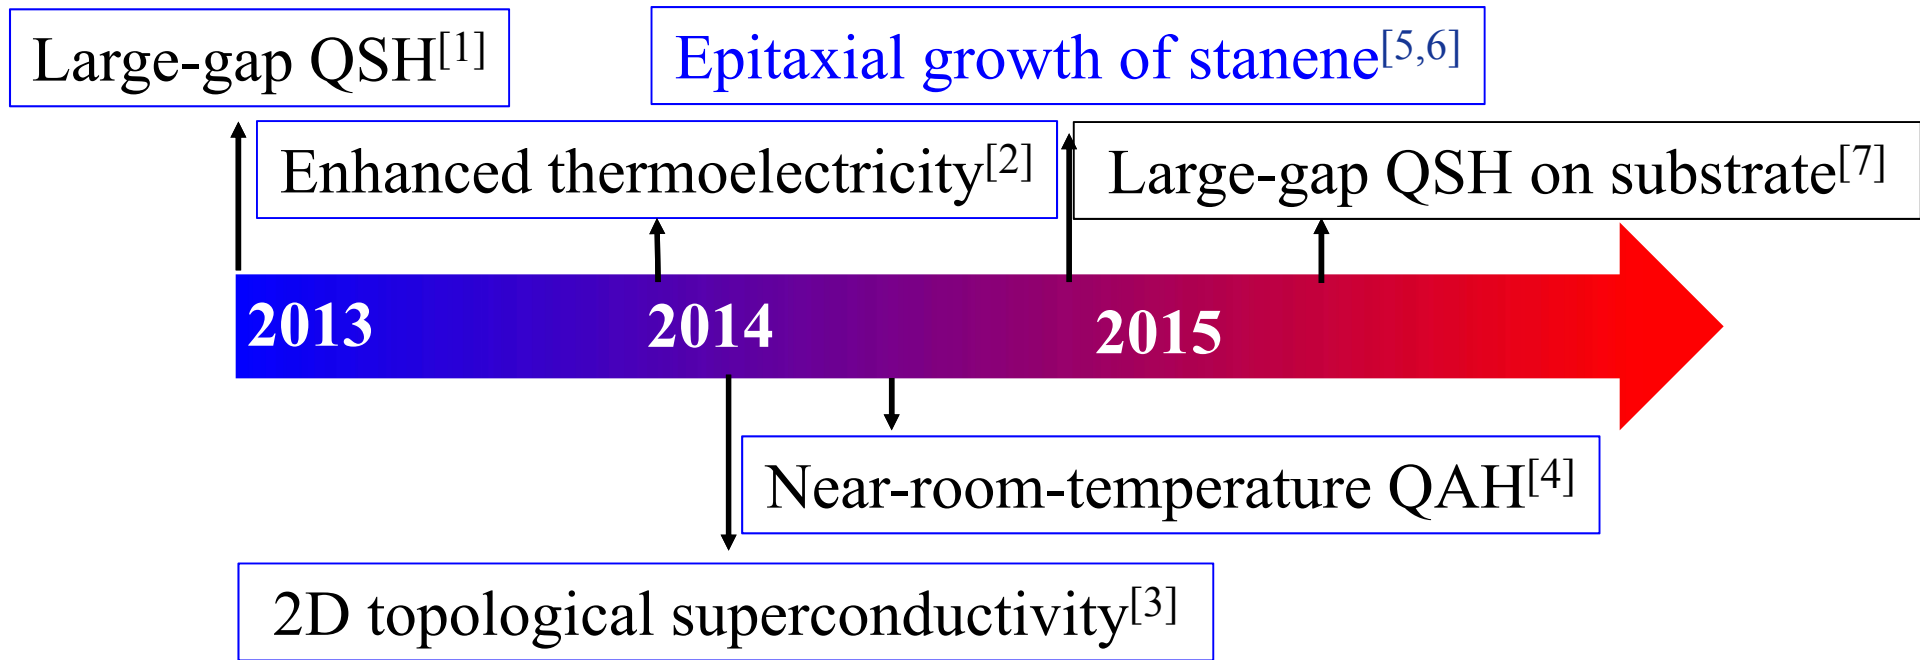 Large-gap QSH[1]
Epitaxial growth of stanene[5,6]
Enhanced thermoelectricity[2]
Large-gap QSH on substrate[7]
2013
2014
2015
Near-room-temperature QAH[4]
2D topological superconductivity[3]